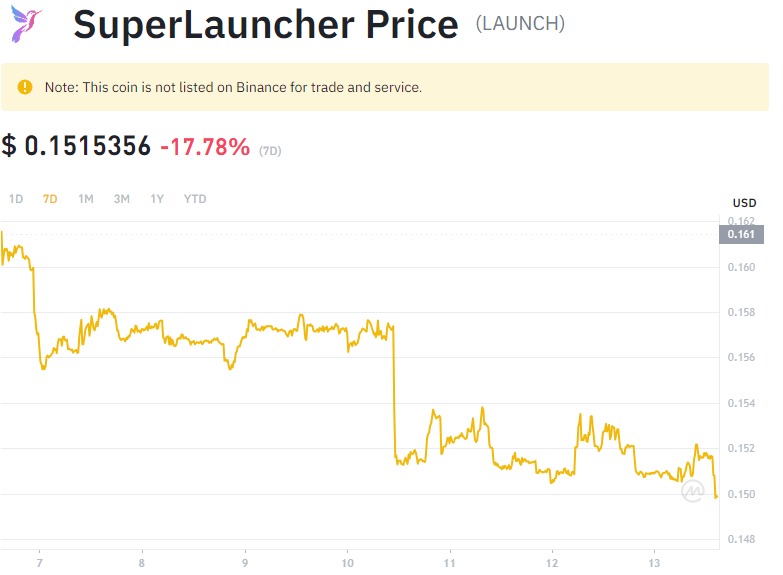 SuperLauncher Price (LAUNCH)
Note: This coin is not listed on Binance for trade and service.
$ 0.1515356 -17.78% (7D)
1D 7D 1M 3M 1Y YTD
USD
0.162
0.161
0.160
0.158
0.156
0.154
0.152
0.150
0.148
7 8 9 10 11 12 13